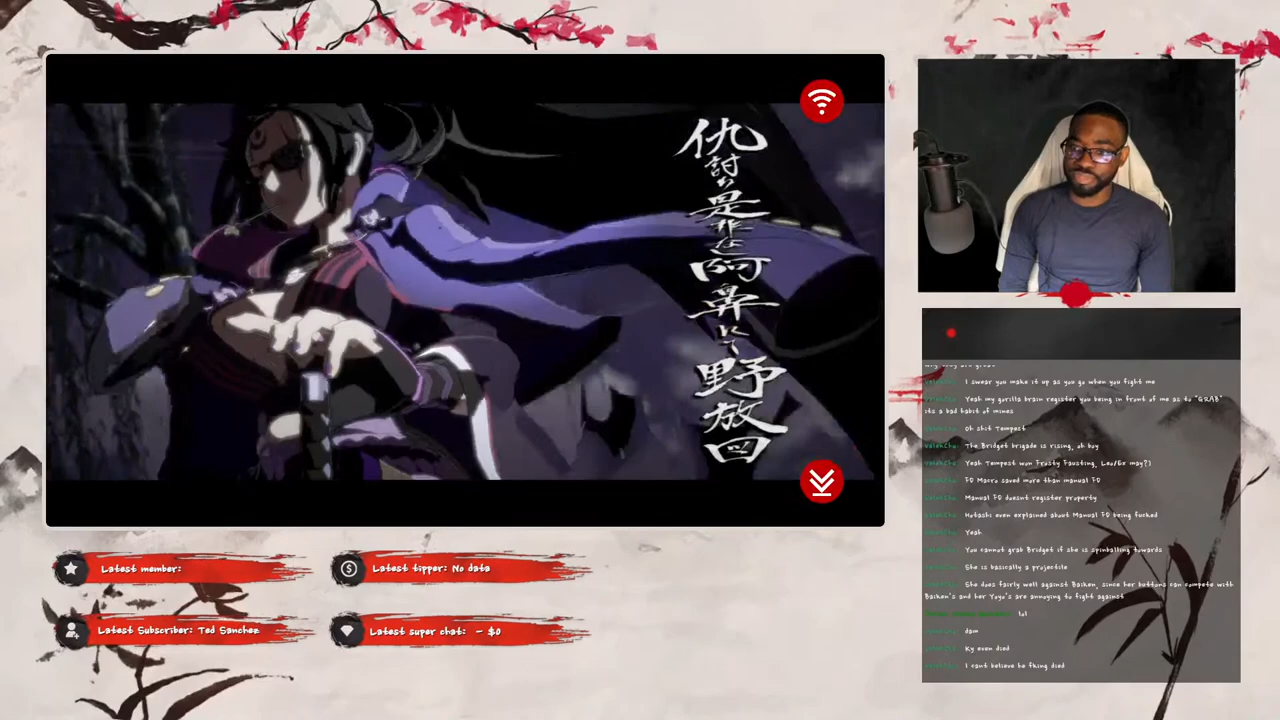 仇討い是非は阿鼻にて野放図
I swear you make it up as you go when you fight me
Yeah my gorilla brain register you being in front of me as to "GRAB"
its a bad habit of mines
Oh shit Tempest
The Bridget brigade is rising, oh boy
Yeah Tempest won Frosty Fausting, Leo/Ex may?1
FD Macro saved more than manual FD
Manual FD doesnt register property
Hotashi even explained about Manual FD being fucked
Yeah
You cannot grab Bridget if she is spinballing towards
She is basically a projectile
She does fairly well against Baiken, since her buttons can compete with
Baiken's and her Yoyo's are annoying to fight against
lol
dam
Ky even died
I cant believe he fking died
Latest member:
Latest tipper: No data
Latest Subscriber: Ted Sanchez
Latest super chat: - $0